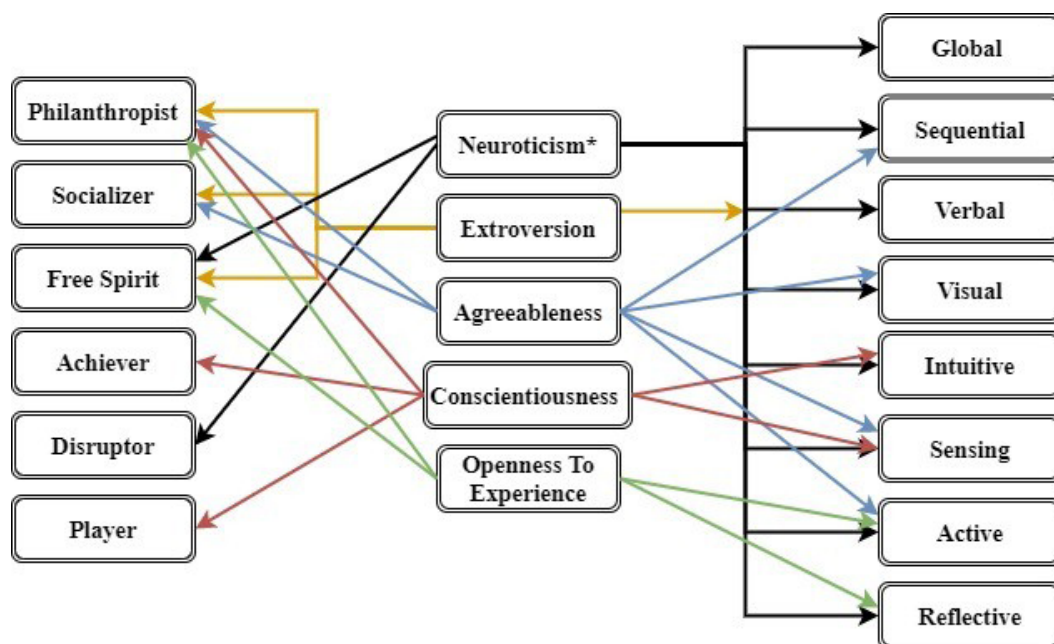 Philanthropist
Socializer
Free Spirit
Achiever
Disruptor
Player
Neuroticism*
Extroversion
Agreeableness
Conscientiousness
Openness To
Experience
Global
Sequential
Verbal
Visual
Intuitive
Sensing
Active
Reflective